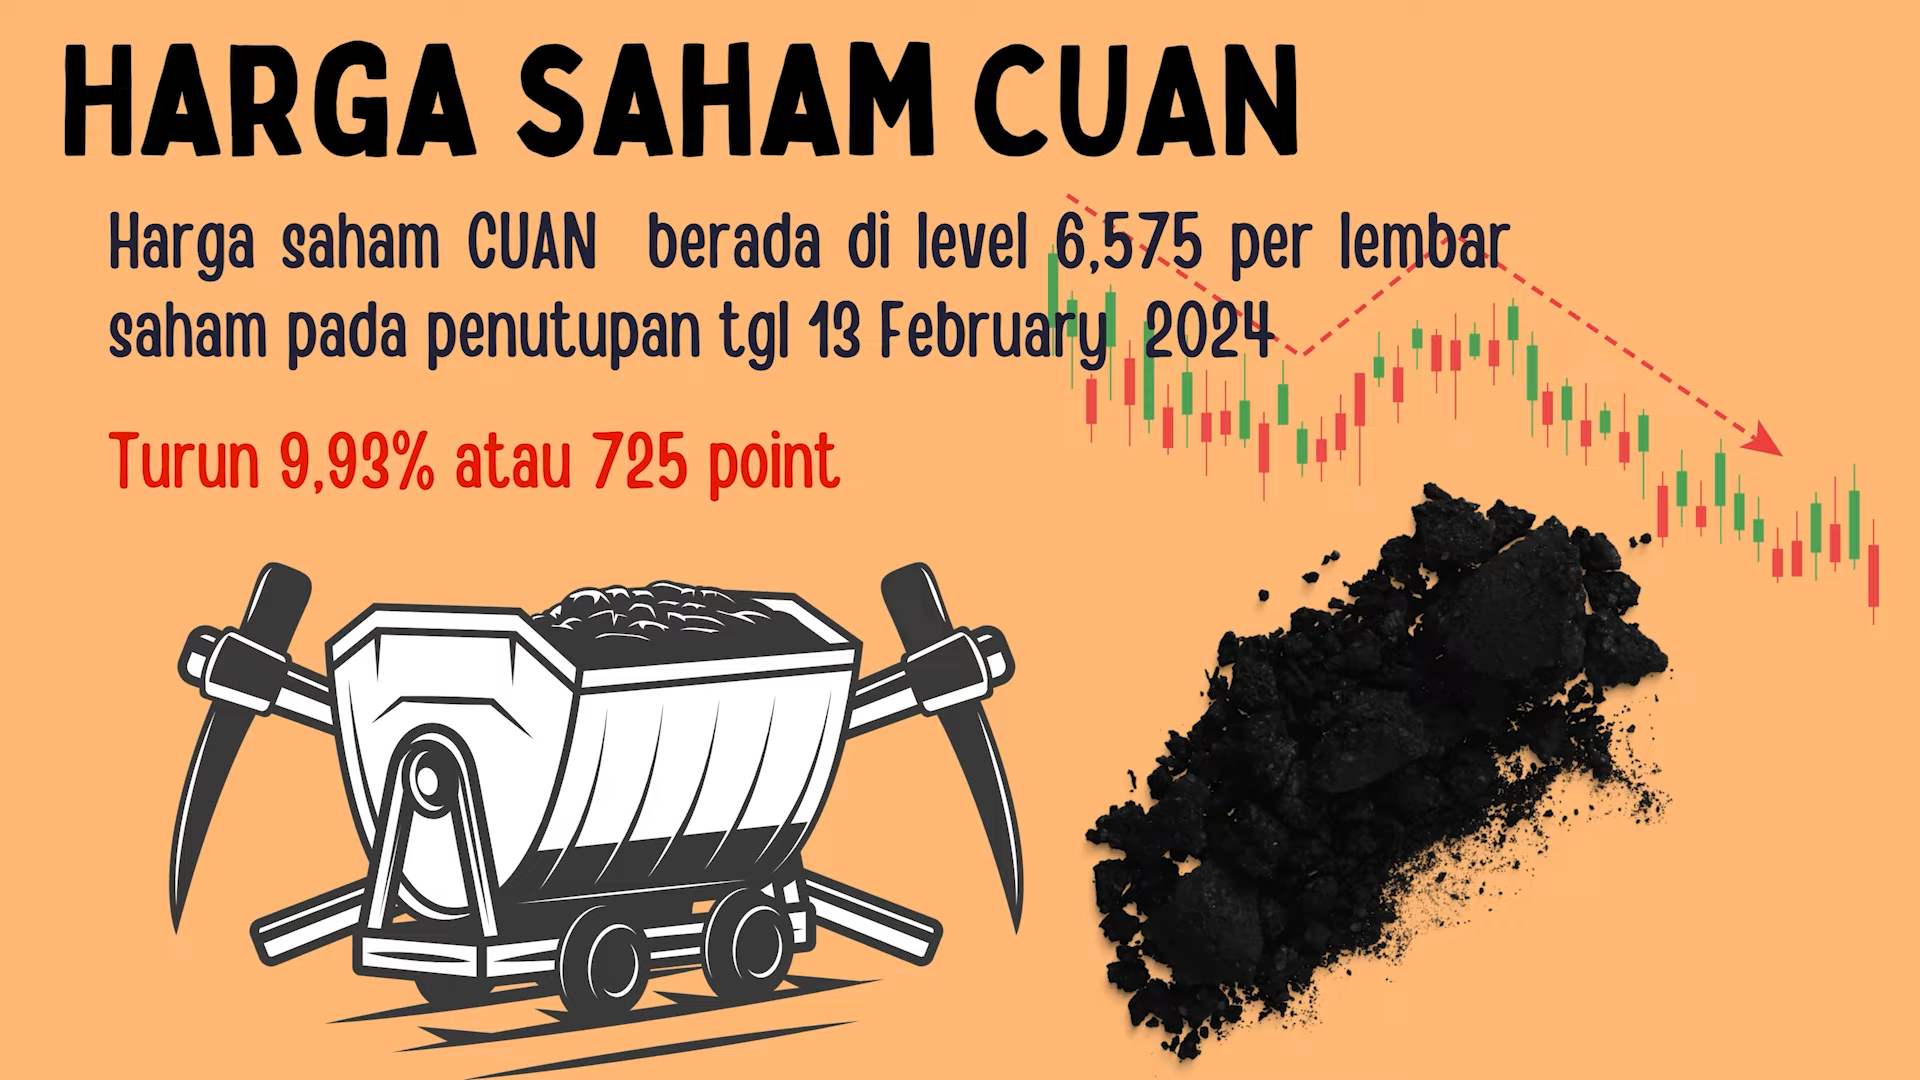 HARGA SAHAM CUAN
Harga saham CUAN berada di level 6,575 per lembar
saham pada penutupan tgl 13 February 2024
Turun 9,93% atau 725 point